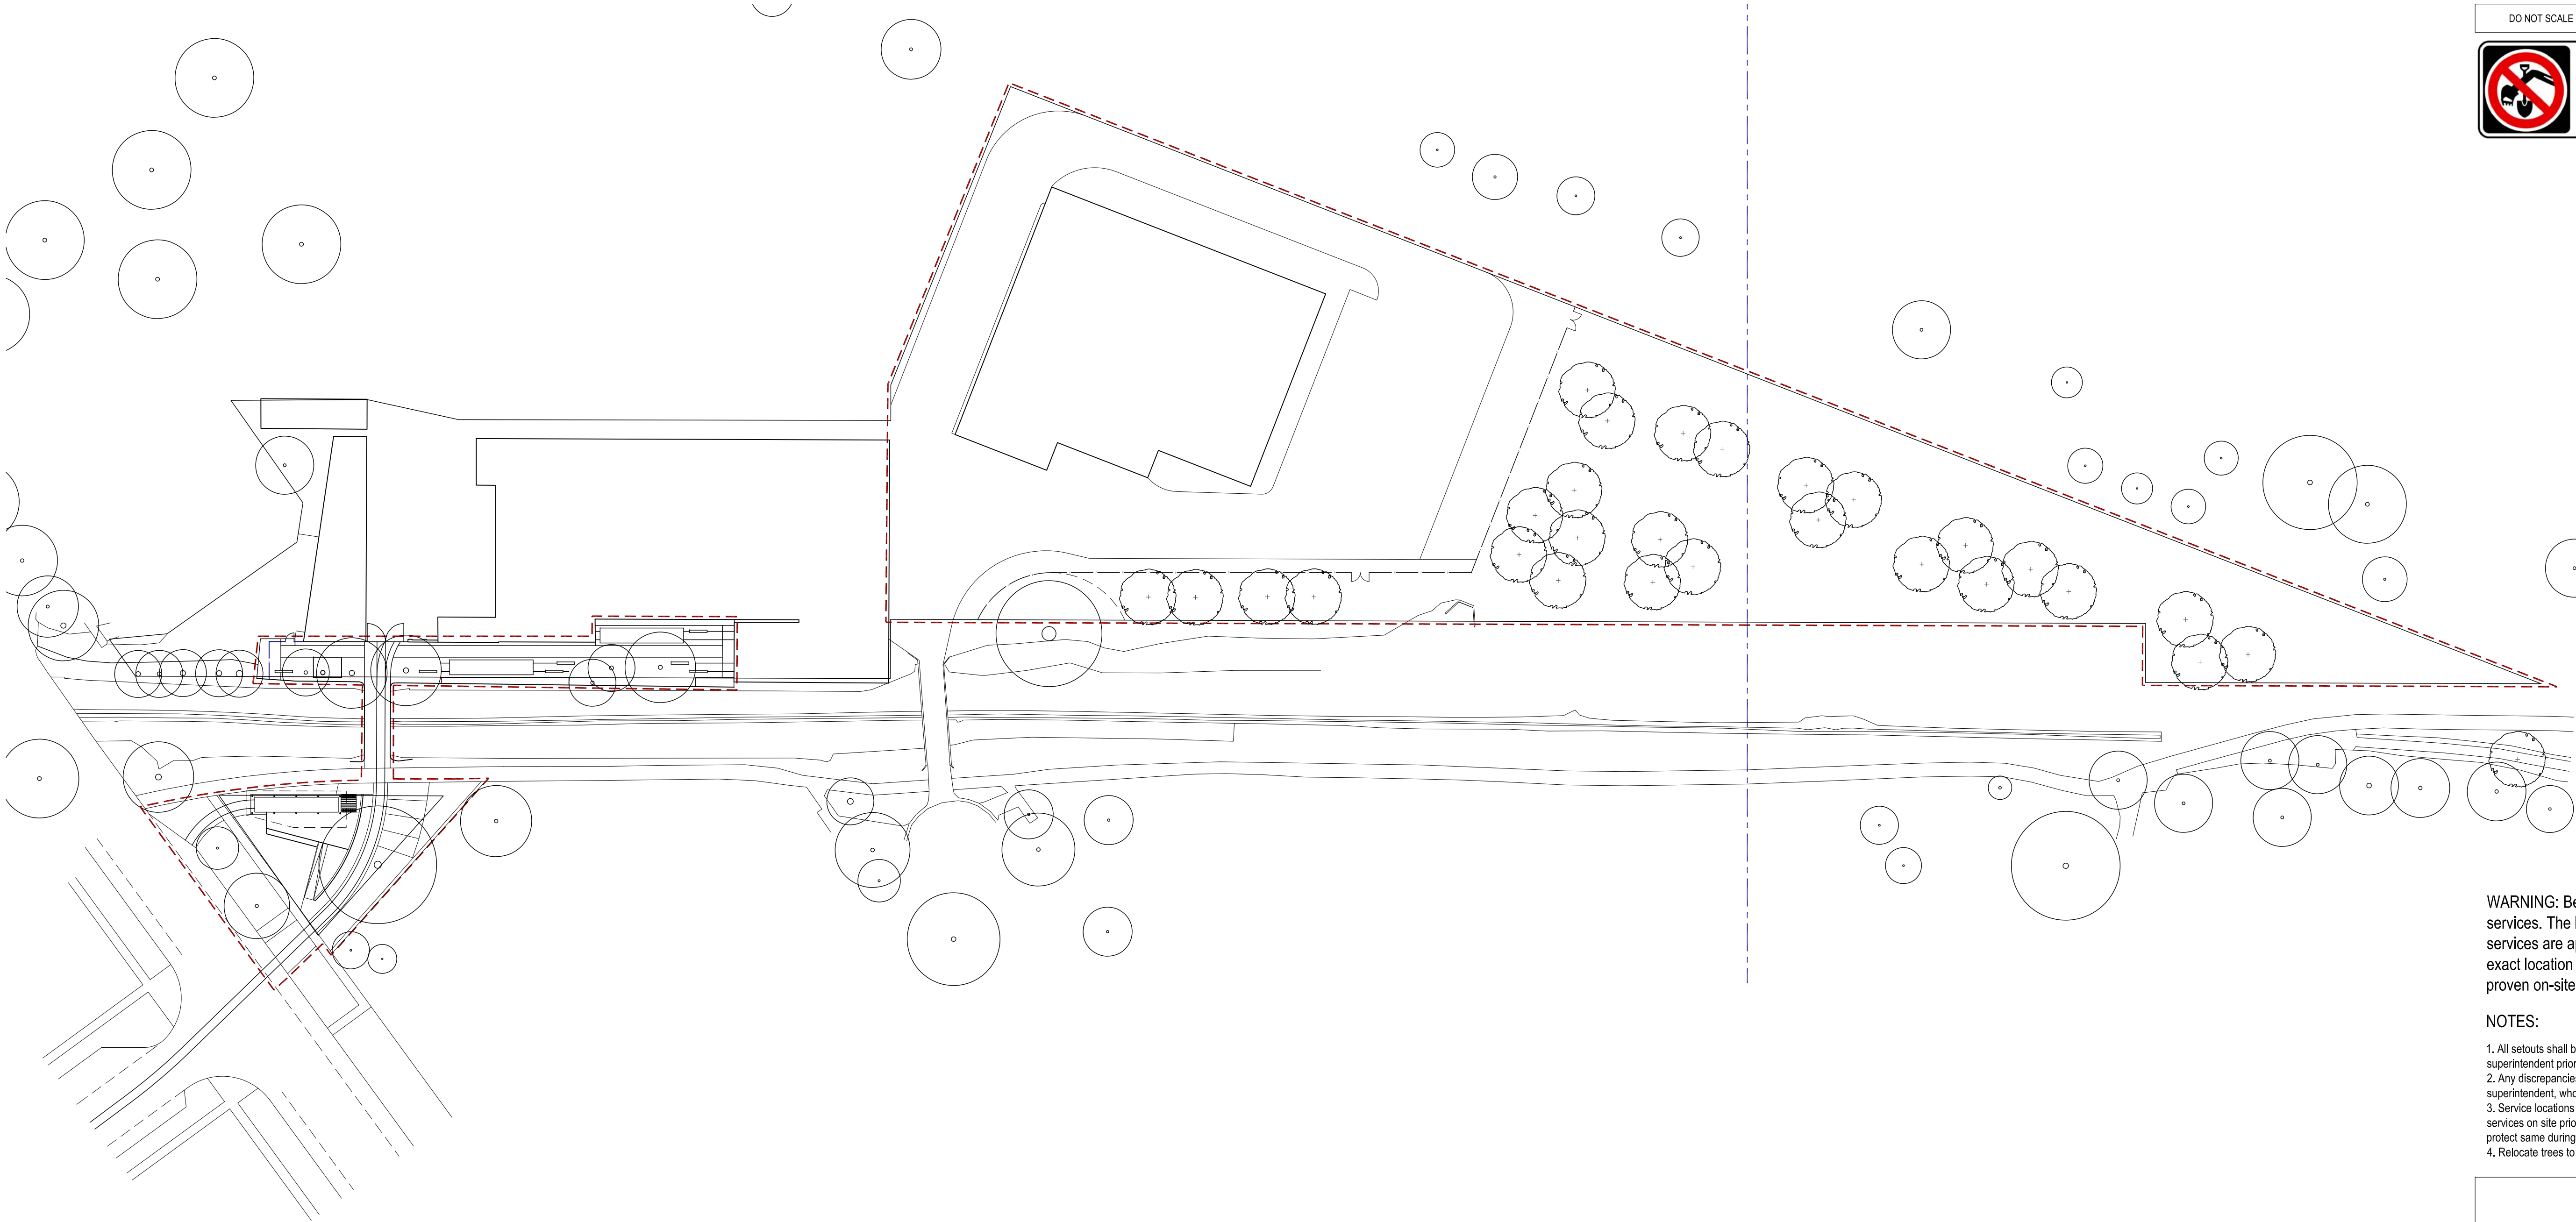 DO NOT SCALE
WARNING: Be
services. The
services are a
exact location
proven on-site
NOTES:
1. All setouts shall b
superintendent prior
2. Any discrepancies
superintendent, who
3. Service locations
services on site prio
protect same during
4. Relocate trees to